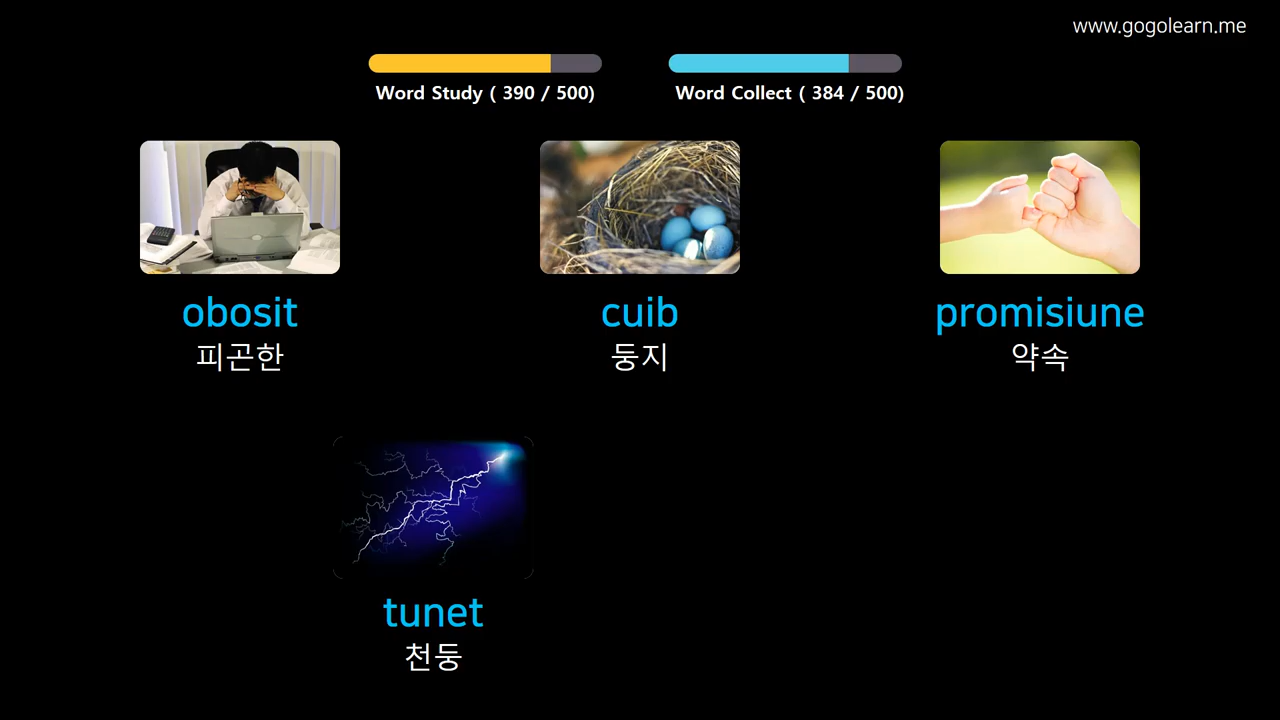 www.gogolearn.me
Word Study ( 390 / 500)
Word Collect ( 384 / 500)
obosit
피곤한
cuib
둥지
promisiune
약속
tunet
천둥